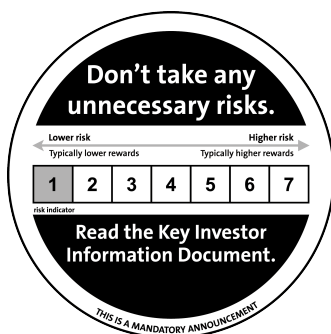 Don’t take any
unnecessary risks.
Lower risk Higher risk
Typically lower rewards Typically higher rewards
1 2 3 4 5 6 7
risk indicator
Read the Key Investor
Information Document.
THIS IS A MANDATORY ANNOUNCEMENT